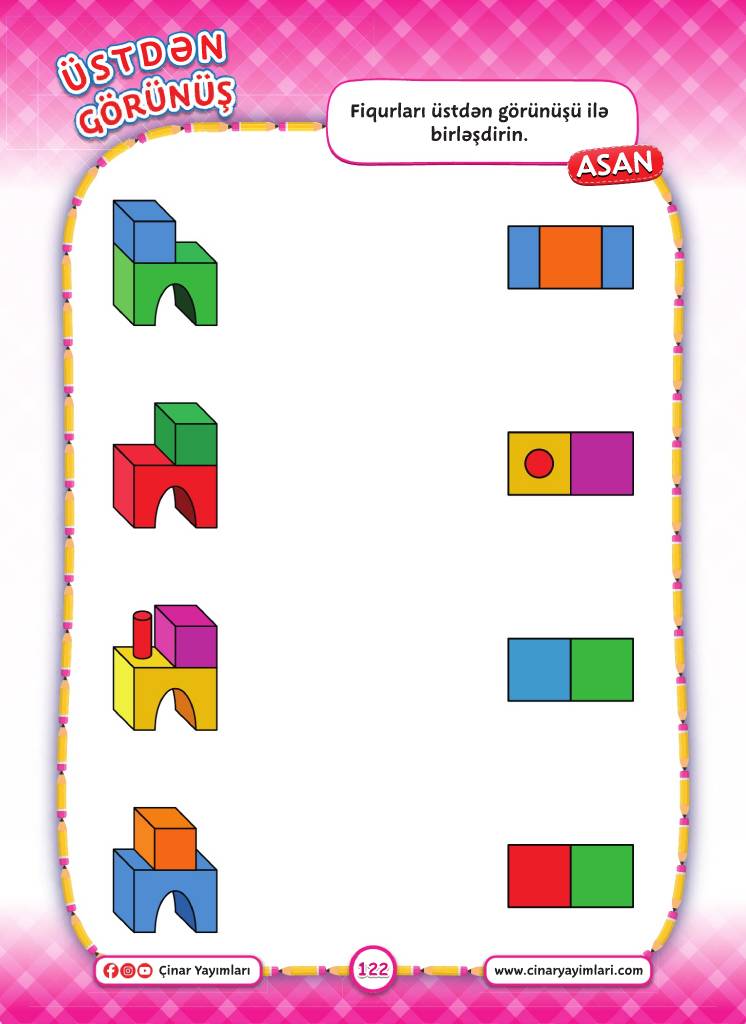 ÜSTDƏN
GÖRÜNÜŞ
Fiqurları üstdən görünüşü ilə
birləşdirin.
ASAN
Çinar Yayımları
122
www.cinaryayimlari.com